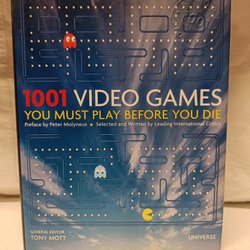 1001 VIDEO GAMES
YOU MUST PLAY BEFORE YOU DIE
Preface by Peter Molyneux • Selected and Written by Leading International Critics
GENERAL EDITOR
TONY MOTT
UNIVERSE